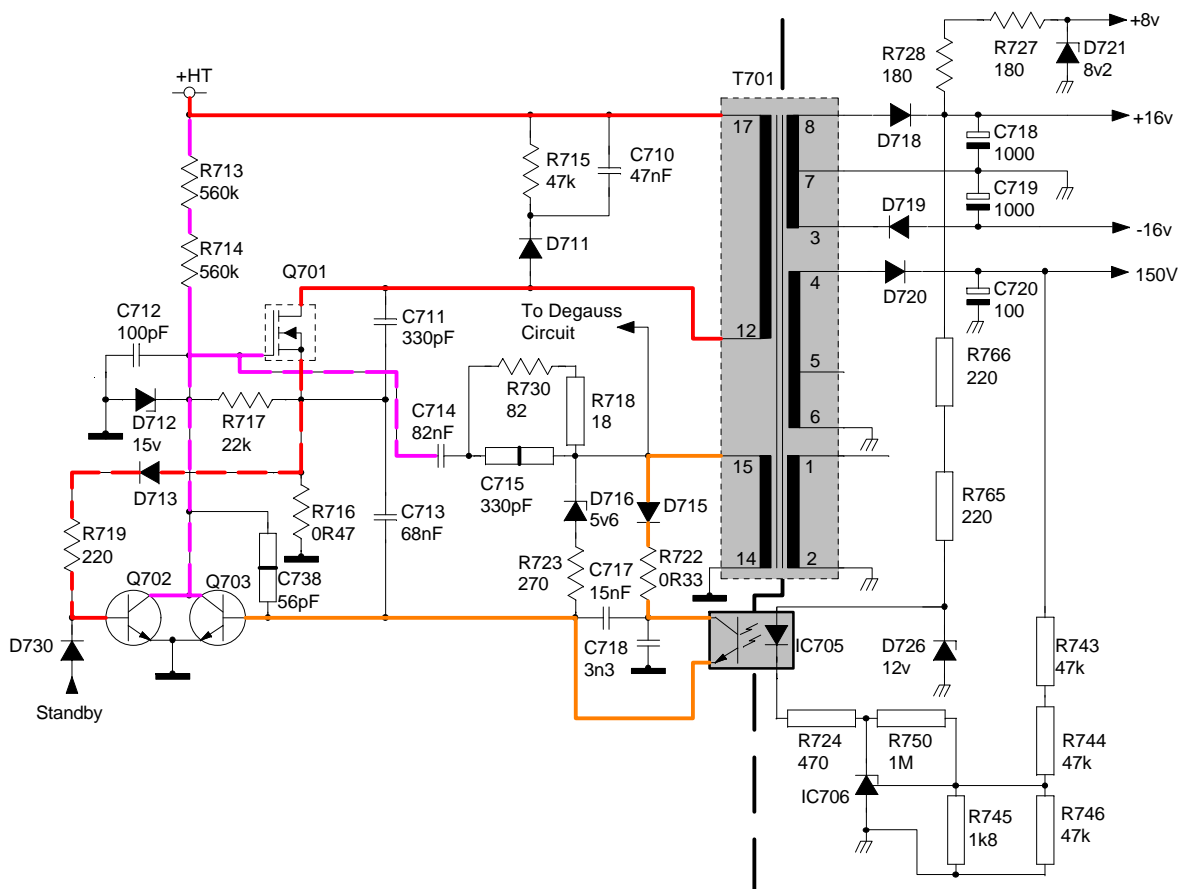 +HT
R713
560k
R714
560k
C712
100pF
D712
15v
R717
22k
D713
R719
220
Q702
Q703
D730
Standby
C738
56pF
Q701
R716
0R47
C711
330pF
C713
68nF
R715
47k
C710
47nF
D711
To Degauss
Circuit
C714
82nF
R730
82
R718
18
C715
330pF
D716
5v6
R723
270
D715
R722
0R33
C717
15nF
C718
3n3
T701
17
12
15
14
8
7
3
4
5
6
1
2
IC705
D718
D719
D720
R728
180
R727
180
D721
8v2
+8v
C718
1000
+16v
C719
1000
-16v
C720
100
150V
R766
220
R765
220
D726
12v
R743
47k
R744
47k
R724
470
R750
1M
IC706
R745
1k8
R746
47k